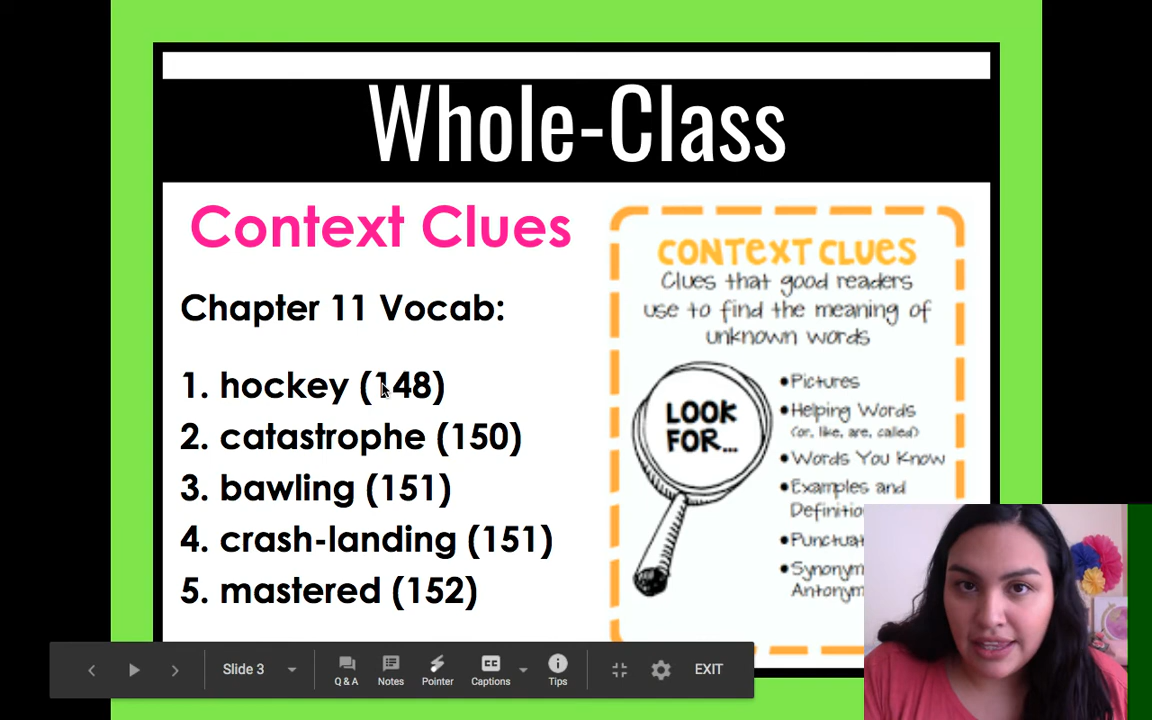 Whole-Class
Context Clues
Chapter 11 Vocab:
1. hockey (148)
2. catastrophe (150)
3. bawling (151)
4. crash-landing (151)
5. mastered (152)
CONTEXT CLUES
Clues that good readers
use to find the meaning of
unknown words
LOOK
FOR...
•Pictures
•Helping Words
(or, like, are, called)
•Words You Know
•Examples and
Slide 3
Q & A
Notes
Pointer
CC
Captions
Tips
EXIT